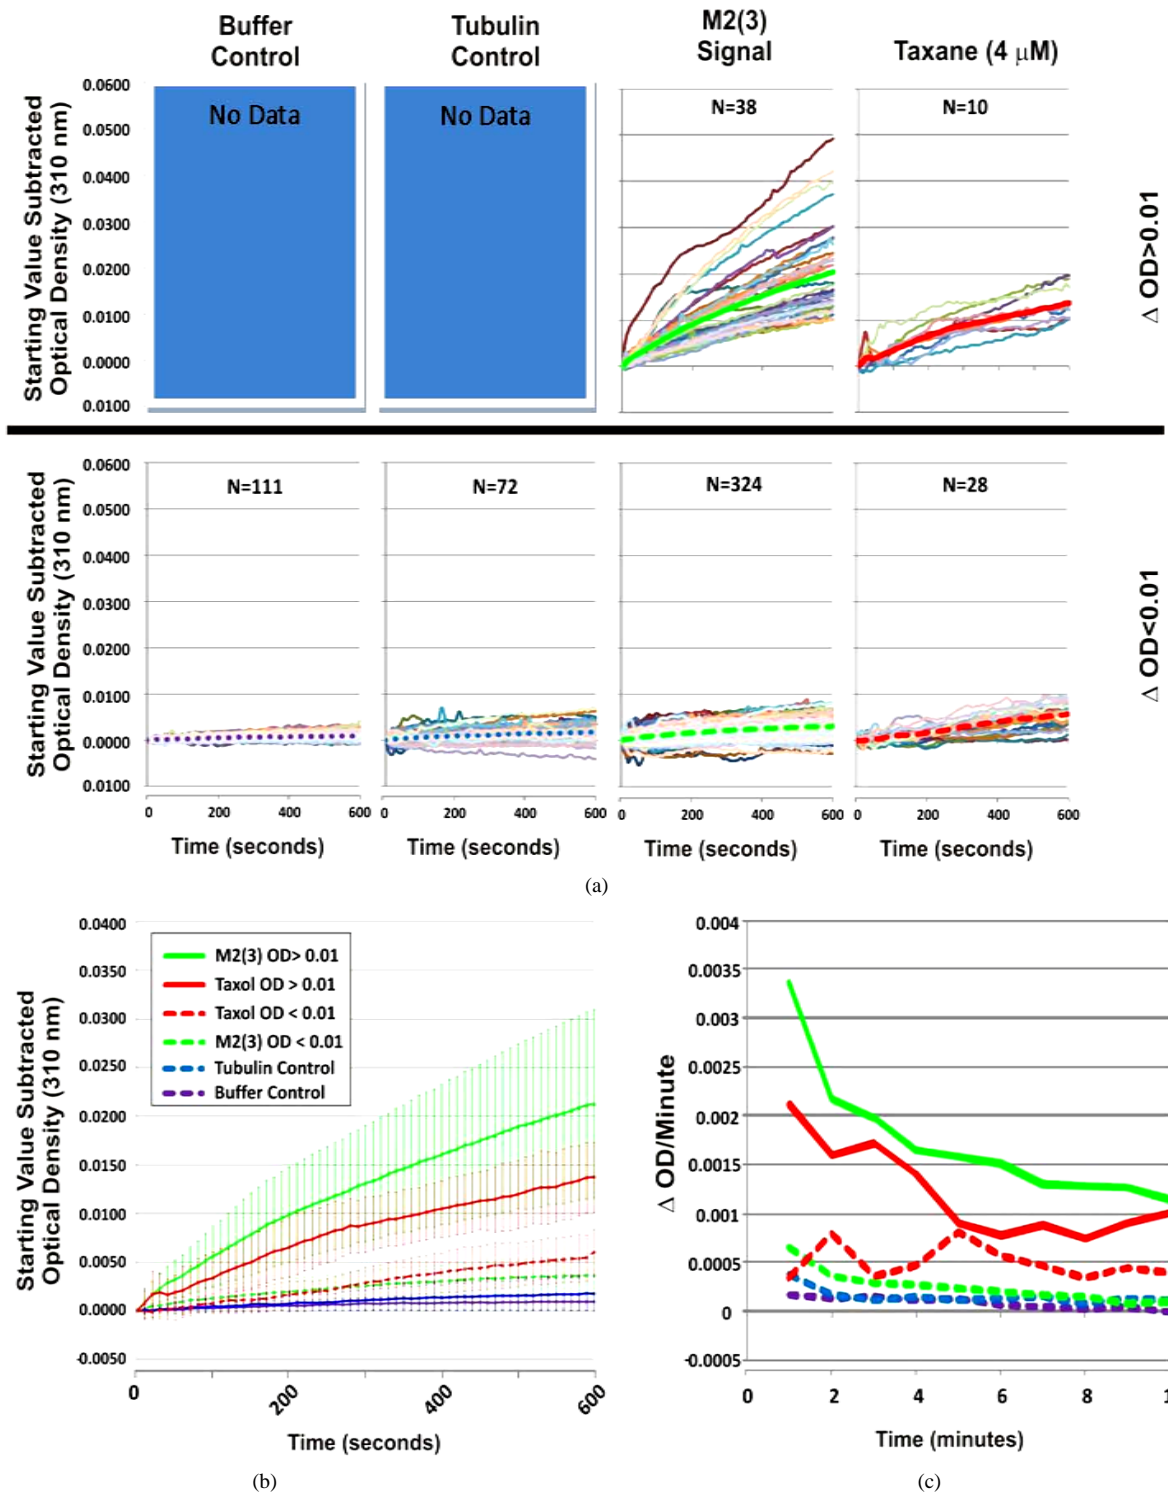 Buffer
Control
Tubulin
Control
M2(3)
Signal
Taxane (4 μM)
Starting Value Subtracted
Optical Density (310 nm)
0.0600
0.0500
0.0400
0.0300
0.0200
0.0100
0.0000
0.0100
No Data
No Data
N=38
N=10
Δ OD>0.01
Starting Value Subtracted
Optical Density (310 nm)
0.0600
0.0500
0.0400
0.0300
0.0200
0.0100
0.0000
0.0100
N=111
N=72
N=324
N=28
Δ OD<0.01
0 200 400 600
0 200 400 600
0 200 400 600
0 200 400 600
Time (seconds)
Time (seconds)
Time (seconds)
Time (seconds)
(a)
Starting Value Subtracted
Optical Density (310 nm)
0.0400
0.0350
0.0300
0.0250
0.0200
0.0150
0.0100
0.0050
0.0000
-0.0050
M2(3) OD> 0.01
Taxol OD > 0.01
Taxol OD < 0.01
M2(3) OD < 0.01
Tubulin Control
Buffer Control
0 200 400 600
Time (seconds)
(b)
Δ OD/Minute
0.004
0.0035
0.003
0.0025
0.002
0.0015
0.001
0.0005
0
-0.0005
0 2 4 6 8 1
Time (minutes)
(c)